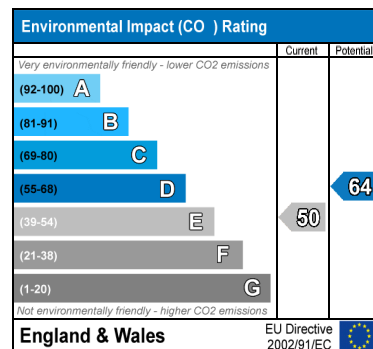 Environmental Impact (CO  ) Rating
Current Potential
Very environmentally friendly - lower CO2 emissions
(92-100) A
(81-91) B
(69-80) C
(55-68) D
64
(39-54) E
50
(21-38) F
(1-20) G
Not environmentally friendly - higher CO2 emissions
England & Wales
EU Directive
2002/91/EC